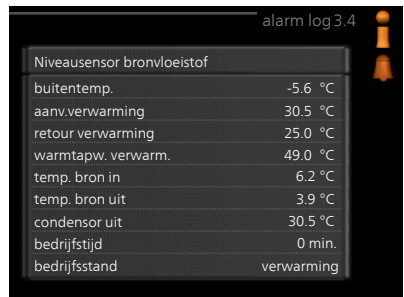 alarm log 3.4
Niveausensor bronvloeistof
buitentemp. -5.6 °C
aanv.verwarming 30.5 °C
retour verwarming 25.0 °C
warmtapw. verwarm. 49.0 °C
temp. bron in 6.2 °C
temp. bron uit 3.9 °C
condensor uit 30.5 °C
bedrijfstijd 0 min.
bedrijfsstand verwarming